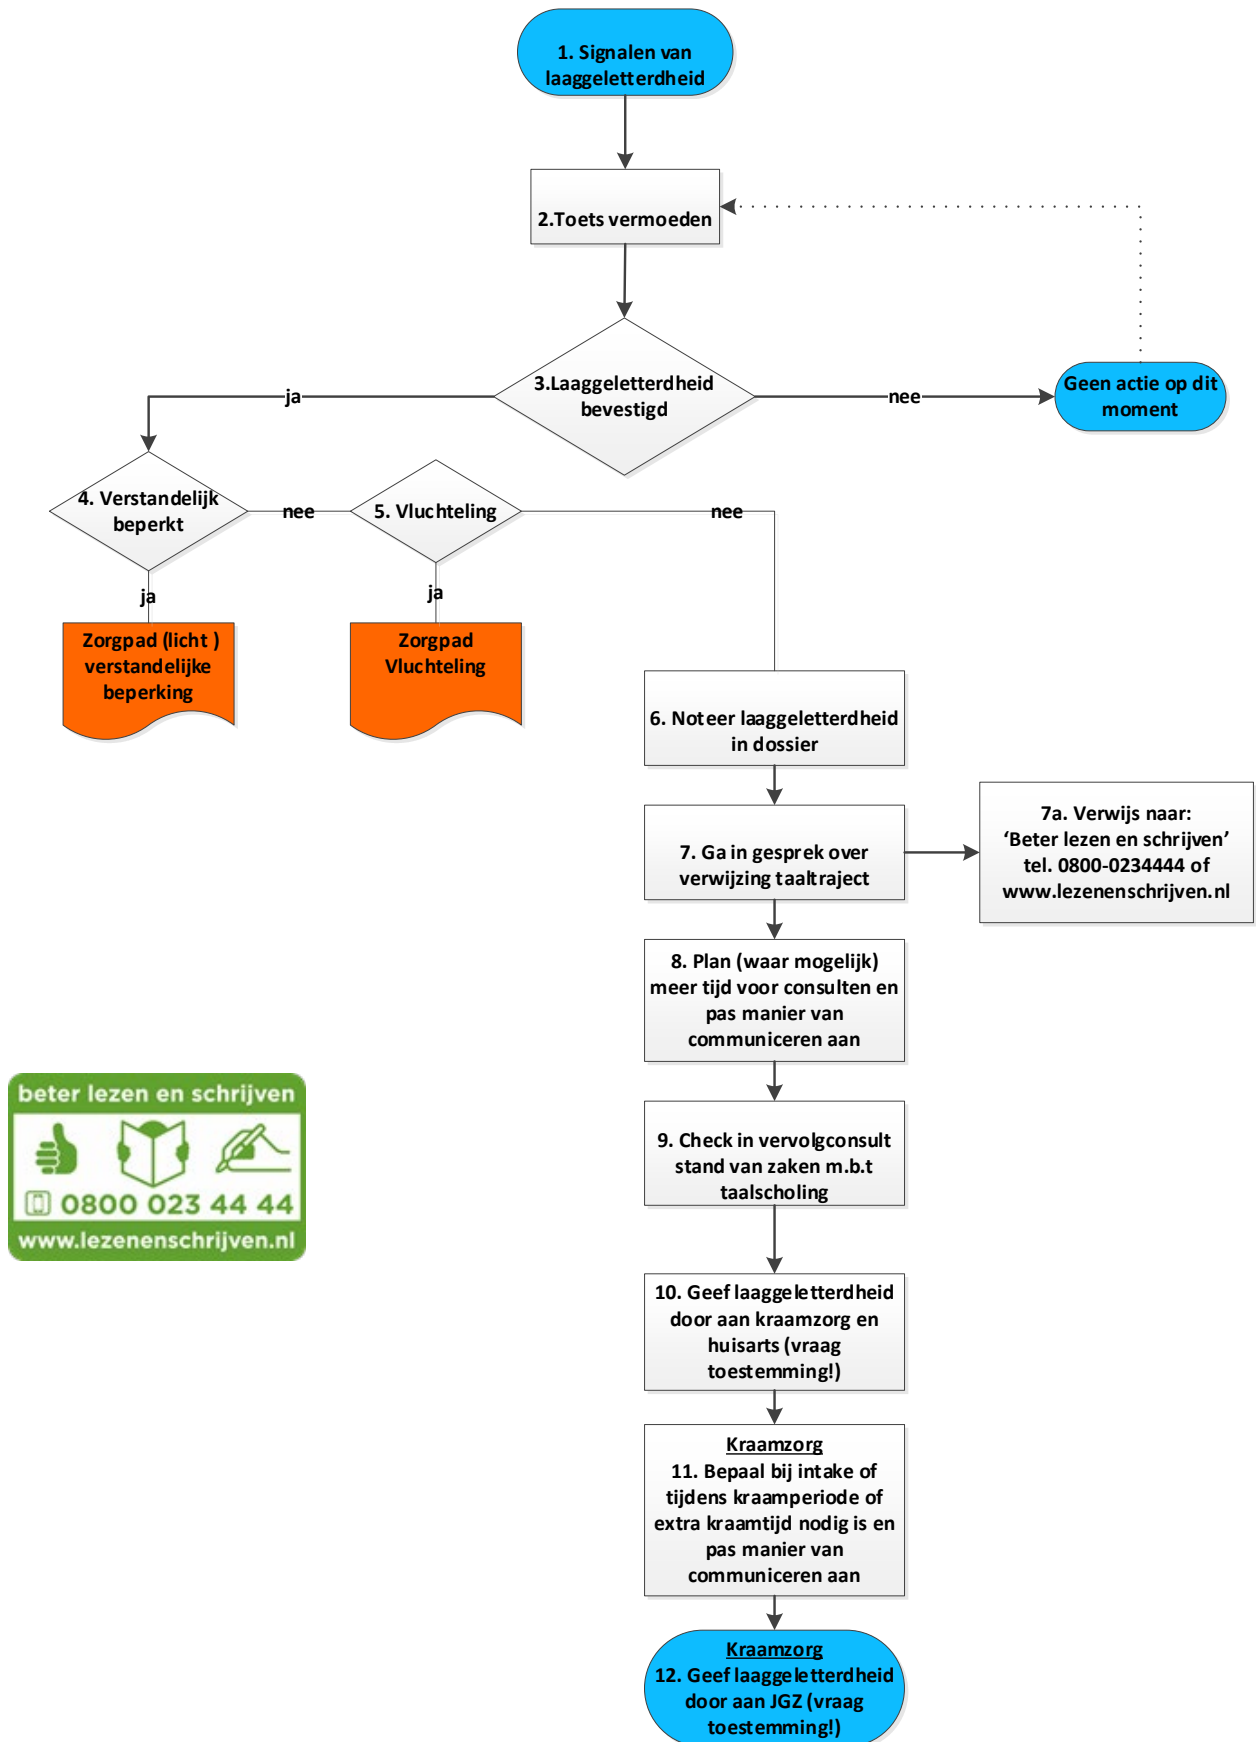 1. Signalen van
laaggeletterdheid
2.Toets vermoeden
3.Laaggeletterdheid
bevestigd
ja
nee
Geen actie op dit
moment
4. Verstandelijk
beperkt
nee
5. Vluchteling
nee
ja
ja
Zorgpad (licht )
verstandelijke
beperking
Zorgpad
Vluchteling
6. Noteer laaggeletterdheid
in dossier
7. Ga in gesprek over
verwijzing taaltraject
7a. Verwijs naar:
‘Beter lezen en schrijven’
tel. 0800-0234444 of
www.lezenenschrijven.nl
8. Plan (waar mogelijk)
meer tijd voor consulten en
pas manier van
communiceren aan
beter lezen en schrijven
0800 023 44 44
www.lezenenschrijven.nl
9. Check in vervolgconsult
stand van zaken m.b.t
taalscholing
10. Geef laaggeletterdheid
door aan kraamzorg en
huisarts (vraag
toestemming!)
Kraamzorg
11. Bepaal bij intake of
tijdens kraamperiode of
extra kraamtijd nodig is en
pas manier van
communiceren aan
Kraamzorg
12. Geef laaggeletterdheid
door aan JGZ (vraag
toestemming!)